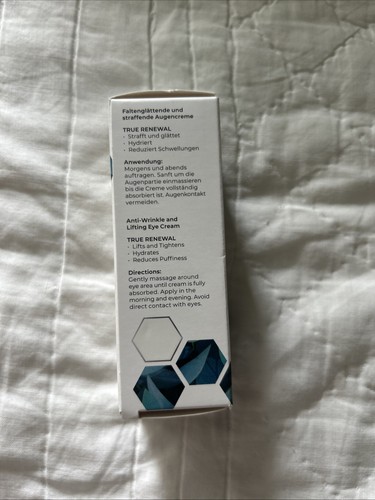 Faltenglättende und
straffende Augencreme
TRUE RENEWAL
- Strafft und glättet
- Hydriert
- Reduziert Schwellungen
Anwendung:
Morgens und abends
auftragen. Sanft um die
Augenpartie einmassieren
bis die Creme vollständig
absorbiert ist. Augenkontakt
vermeiden.
Anti-Wrinkle and
Lifting Eye Cream
TRUE RENEWAL
- Lifts and Tightens
- Hydrates
- Reduces Puffiness
Directions:
Gently massage around
eye area until cream is fully
absorbed. Apply in the
morning and evening. Avoid
direct contact with eyes.